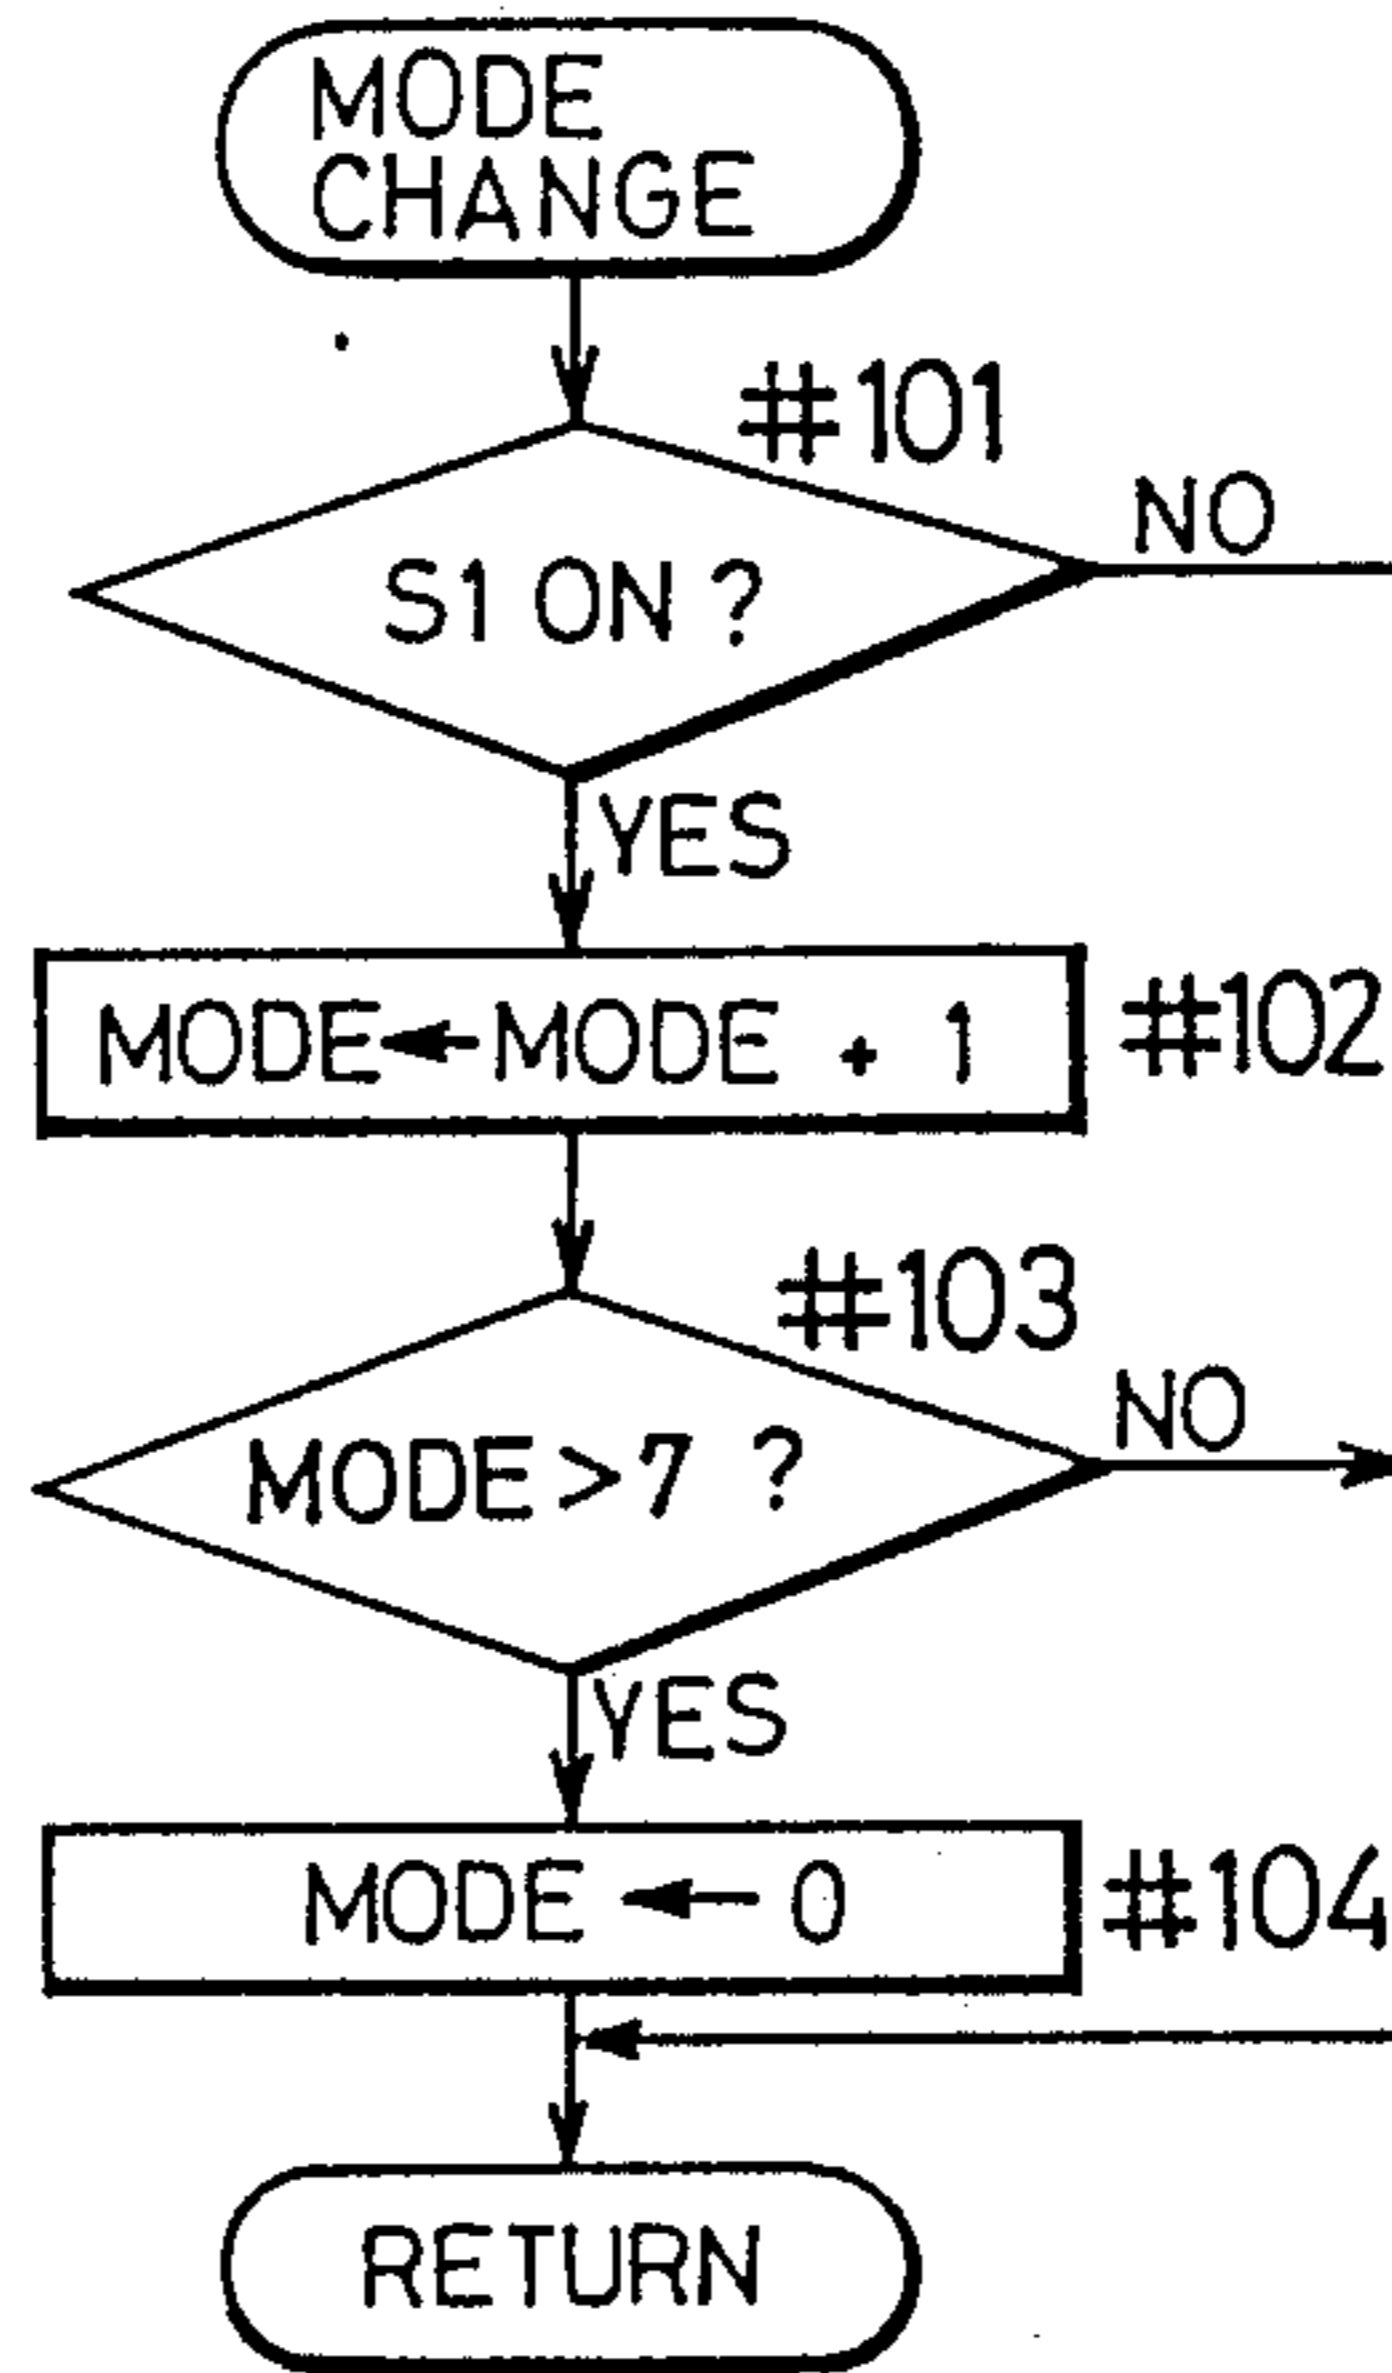 MODE
CHANGE
#101
NO
S1 ON ?
YES
MODE←MODE + 1
#102
#103
NO
MODE>7 ?
YES
MODE ← 0
#104
RETURN